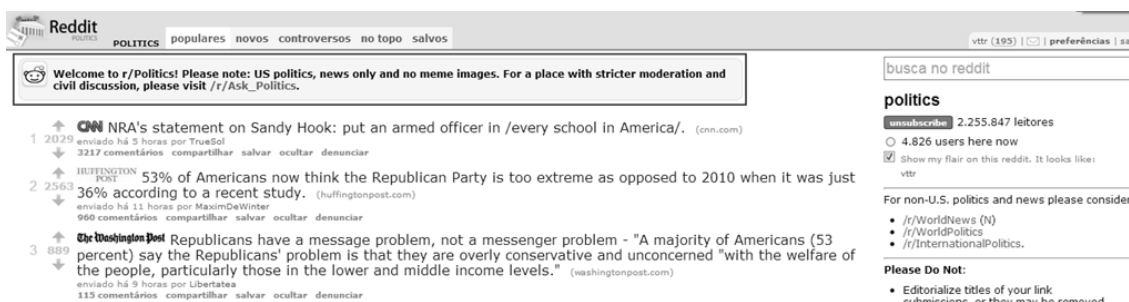 Reddit
POLITICS
POLITICS populares novos controversos no topo salvos
vttr (195) | | preferências | sa
Welcome to r/Politics! Please note: US politics, news only and no meme images. For a place with stricter moderation and
civil discussion, please visit /r/Ask_Politics.
1 2029 CNN NRA's statement on Sandy Hook: put an armed officer in /every school in America/. (cnn.com)
enviado há 5 horas por TrueSol
3217 comentários compartilhar salvar ocultar denunciar
HUFFINGTON
POST 53% of Americans now think the Republican Party is too extreme as opposed to 2010 when it was just
2 2563 36% according to a recent study. (huffingtonpost.com)
enviado há 11 horas por MaximDeWinter
960 comentários compartilhar salvar ocultar denunciar
The Washington Post Republicans have a message problem, not a messenger problem - "A majority of Americans (53
3 889 percent) say the Republicans' problem is that they are overly conservative and unconcerned "with the welfare of
the people, particularly those in the lower and middle income levels." (washingtonpost.com)
enviado há 9 horas por Libertatea
115 comentários compartilhar salvar ocultar denunciar
busca no reddit
politics
unsubscribe 2.255.847 leitores
4.826 users here now
Show my flair on this reddit. It looks like:
vttr
For non-U.S. politics and news please consider
• /r/WorldNews (N)
• /r/WorldPolitics
• /r/InternationalPolitics.
Please Do Not:
• Editorialize titles of your link
submissions, or they may be removed